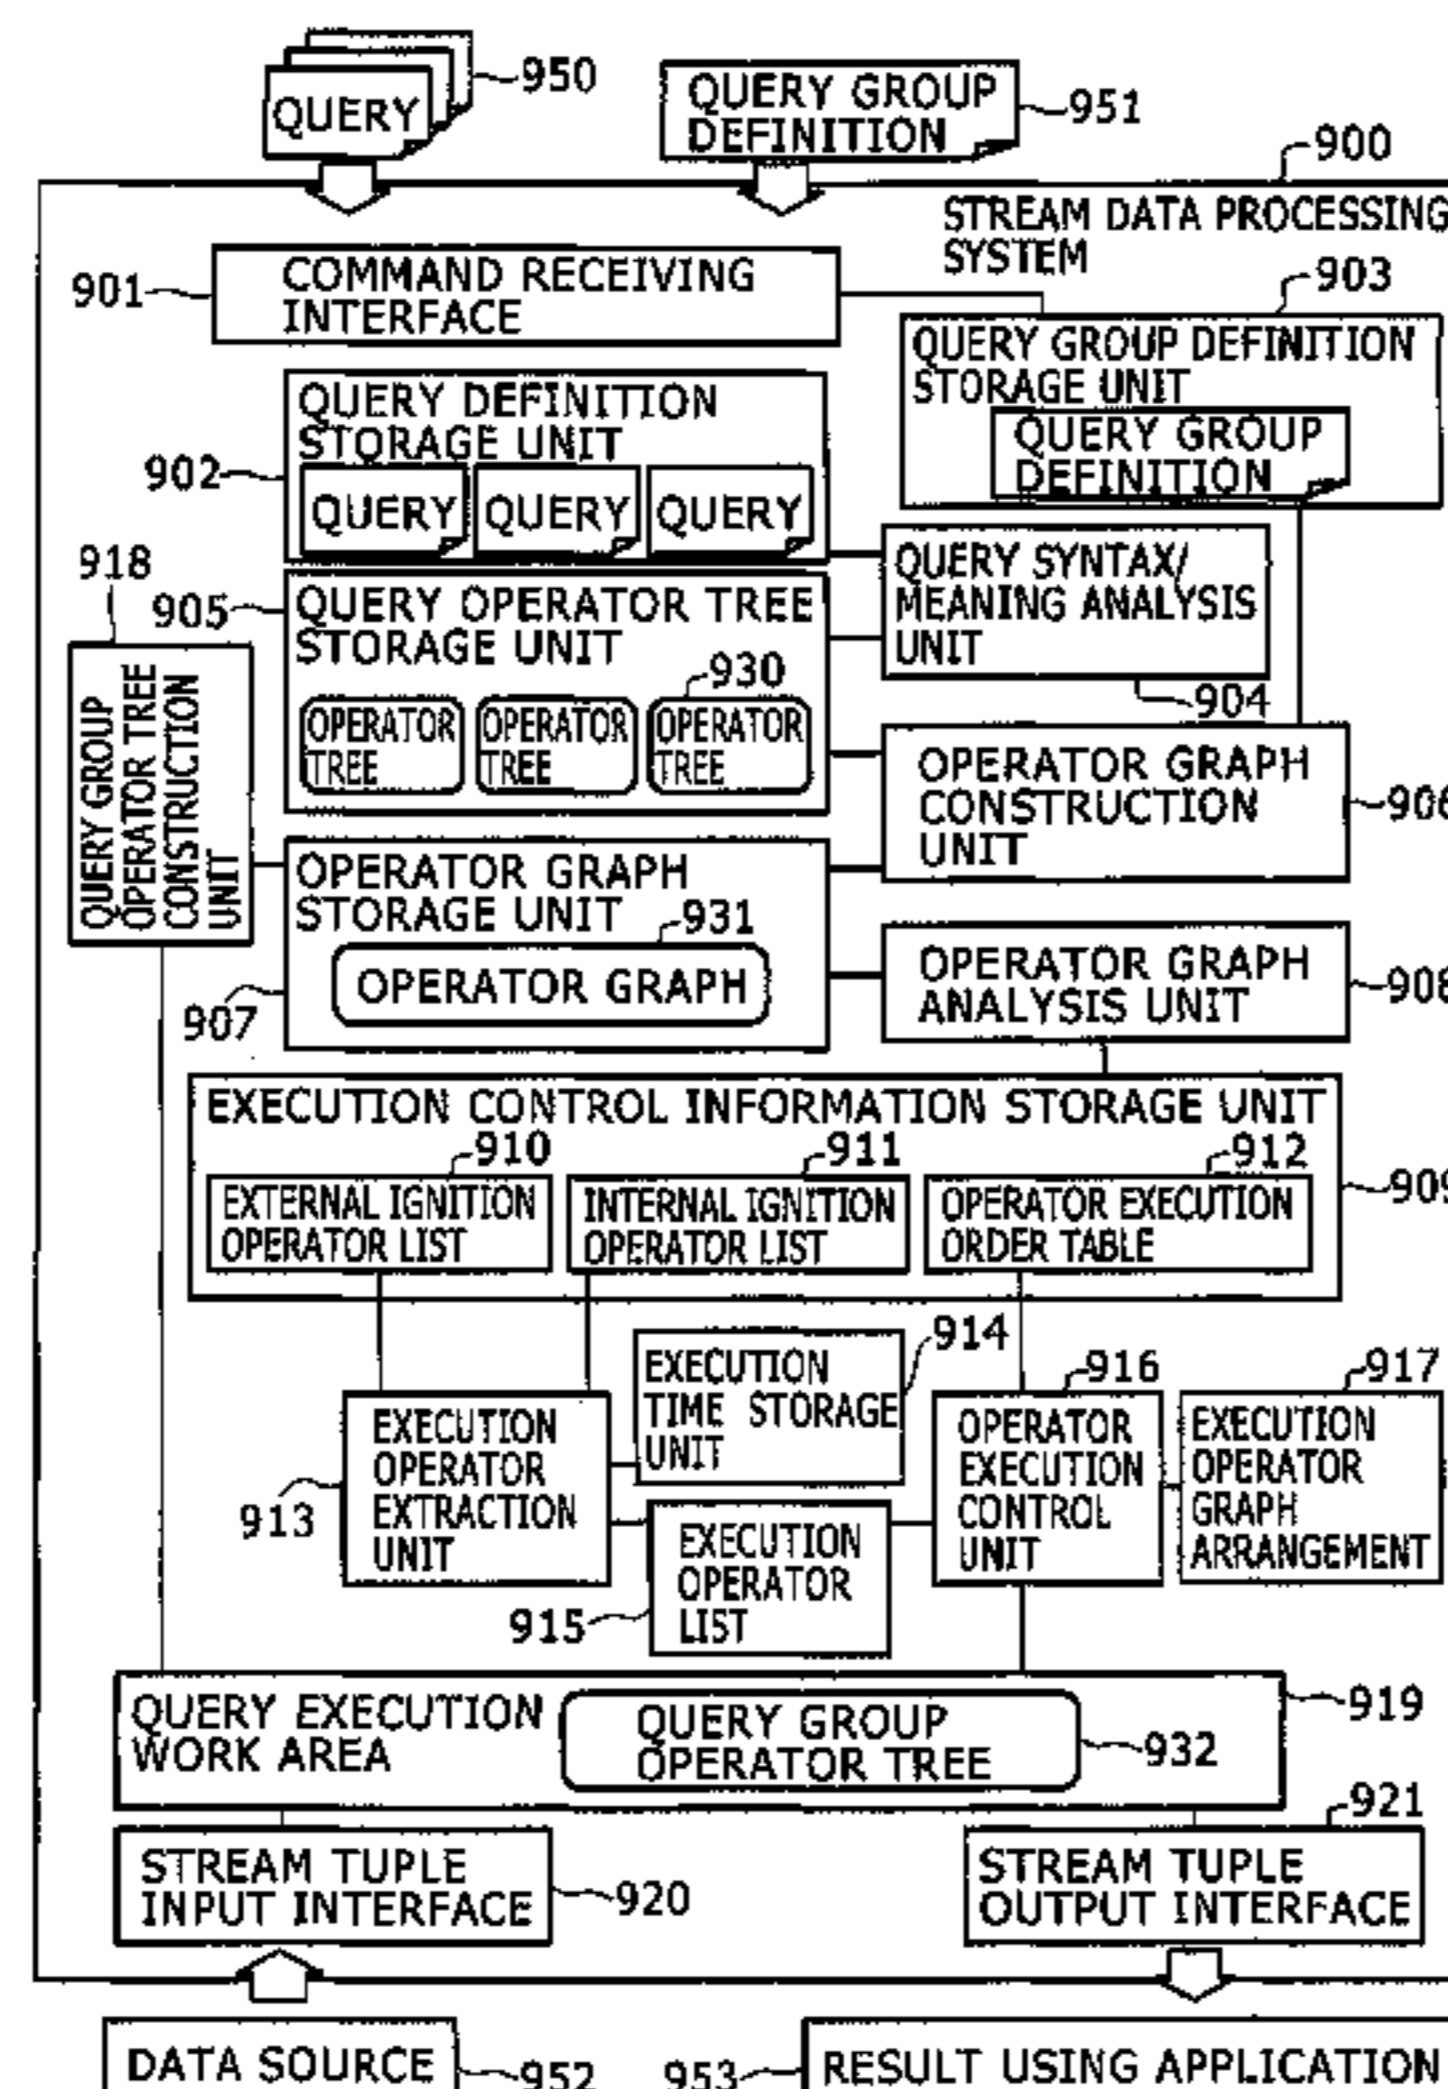 950
QUERY
QUERY GROUP
DEFINITION
951
900
STREAM DATA PROCESSING
SYSTEM
901
COMMAND RECEIVING
INTERFACE
903
QUERY GROUP DEFINITION
STORAGE UNIT
QUERY GROUP
DEFINITION
902
QUERY DEFINITION
STORAGE UNIT
QUERY
QUERY
QUERY
QUERY SYNTAX/
MEANING ANALYSIS
UNIT
904
918
QUERY GROUP
OPERATOR TREE
CONSTRUCTION
UNIT
905
QUERY OPERATOR TREE
STORAGE UNIT
930
OPERATOR
TREE
OPERATOR
TREE
OPERATOR
TREE
OPERATOR GRAPH
CONSTRUCTION
UNIT
906
OPERATOR GRAPH
STORAGE UNIT
931
OPERATOR GRAPH
907
OPERATOR GRAPH
ANALYSIS UNIT
908
EXECUTION CONTROL INFORMATION STORAGE UNIT
909
910
EXTERNAL IGNITION
OPERATOR LIST
911
INTERNAL IGNITION
OPERATOR LIST
912
OPERATOR EXECUTION
ORDER TABLE
913
EXECUTION
OPERATOR
EXTRACTION
UNIT
914
EXECUTION
TIME STORAGE
UNIT
915
EXECUTION
OPERATOR
LIST
916
OPERATOR
EXECUTION
CONTROL
UNIT
917
EXECUTION
OPERATOR
GRAPH
ARRANGEMENT
QUERY EXECUTION
WORK AREA
919
QUERY GROUP
OPERATOR TREE
932
STREAM TUPLE
INPUT INTERFACE
920
921
STREAM TUPLE
OUTPUT INTERFACE
DATA SOURCE
952
953
RESULT USING APPLICATION